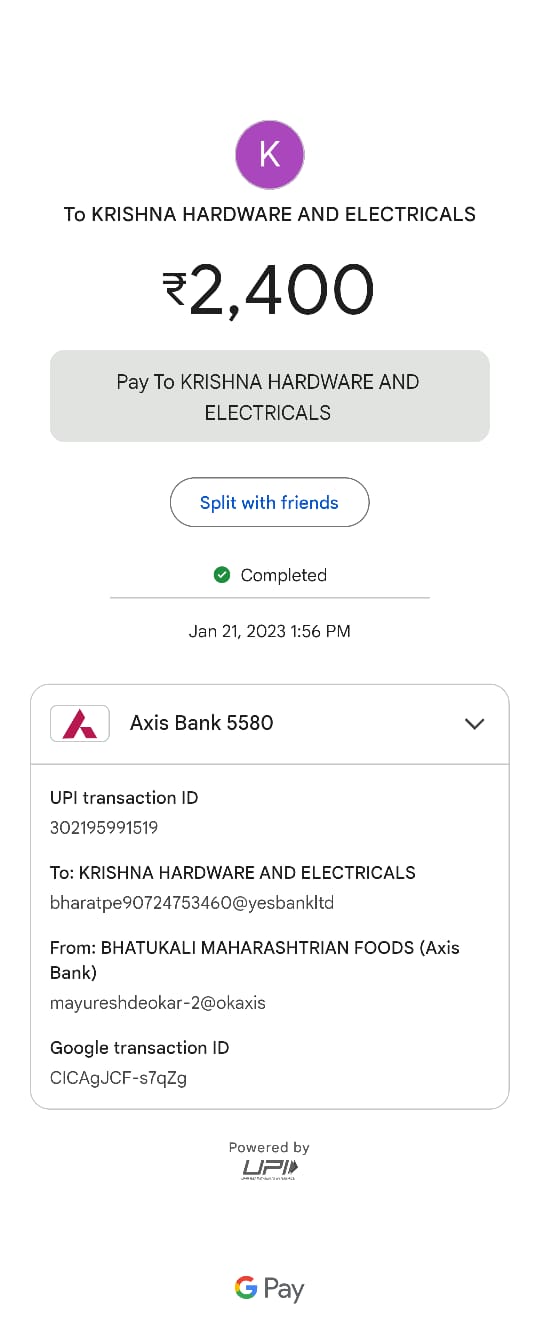 K
To KRISHNA HARDWARE AND ELECTRICALS
₹2,400
Pay To KRISHNA HARDWARE AND
ELECTRICALS
Split with friends
Completed
Jan 21, 2023 1:56 PM
Axis Bank 5580
UPI transaction ID
302195991519
To: KRISHNA HARDWARE AND ELECTRICALS
bharatpe90724753460@yesbankltd
From: BHATUKALI MAHARASHTRIAN FOODS (Axis
Bank)
mayureshdeokar-2@okaxis
Google transaction ID
CICAgJCF-s7qZg
Powered by
UPI
G Pay